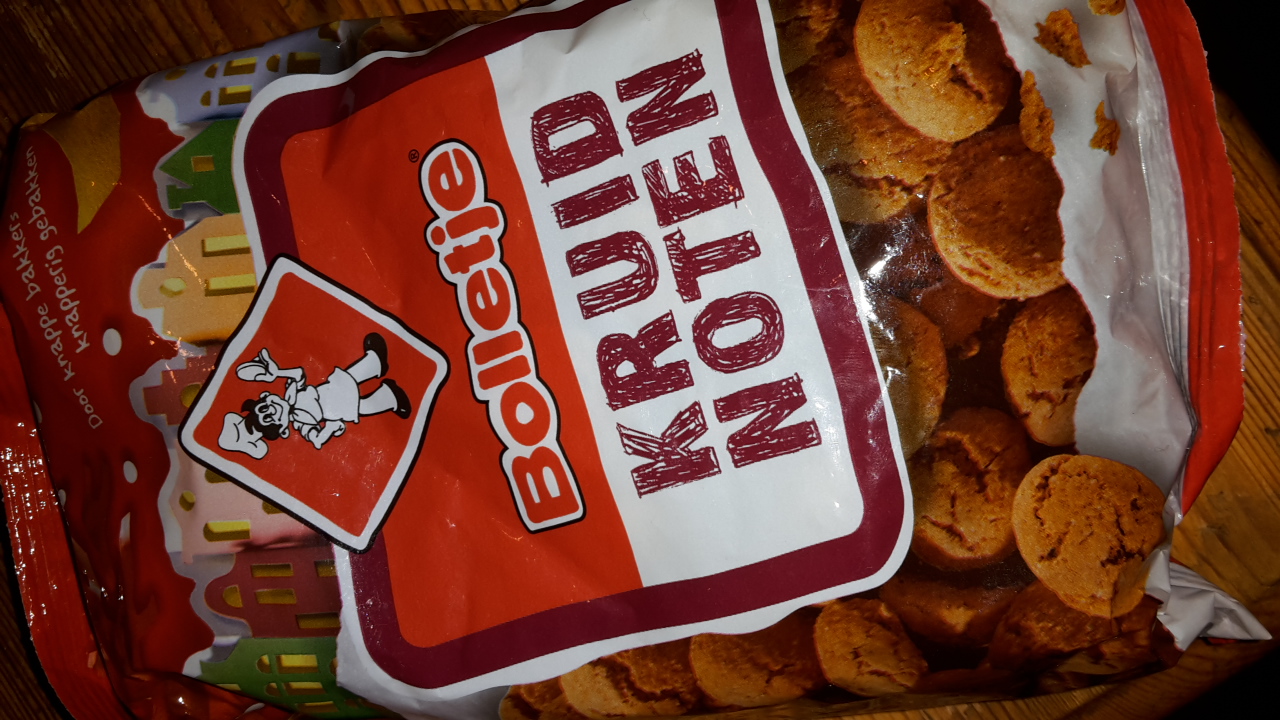 Door knappe bakkers
knapperig gebakken
Bolletje®
KRUID
NOTEN